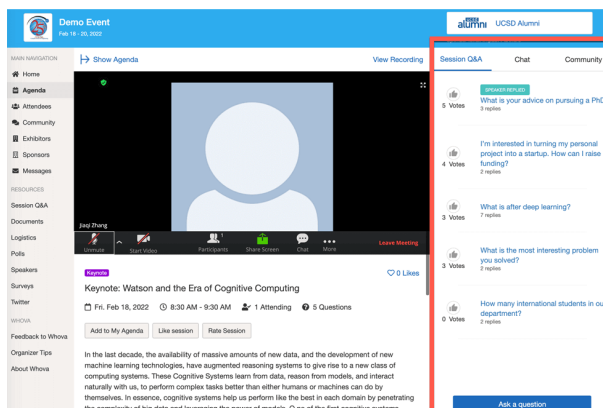 Demo Event
Feb 18 - 20, 2022
alumni
UCSD Alumni
MAIN NAVIGATION
Home
Agenda
Attendees
Community
Exhibitors
Sponsors
Messages
RESOURCES
Session Q&A
Documents
Logistics
Polls
Speakers
Surveys
Twitter
WHOVA
Feedback to Whova
Organizer Tips
About Whova
Show Agenda
View Recording
Jiaqi Zhang
Unmute
Start Video
1
Participants
Share Screen
Chat
More
Leave Meeting
Keynote
0 Likes
Keynote: Watson and the Era of Cognitive Computing
Fri. Feb 18, 2022
8:30 AM - 9:30 AM
1 Attending
5 Questions
Add to My Agenda
Like session
Rate Session
In the last decade, the availability of massive amounts of new data, and the development of new
machine learning technologies, have augmented reasoning systems to give rise to a new class of
computing systems. These Cognitive Systems learn from data, reason from models, and interact
naturally with us, to perform complex tasks better than either humans or machines can do by
themselves. In essence, cognitive systems help us perform like the best in each domain by penetrating
Session Q&A
Chat
Community
SPEAKER REPLIED
What is your advice on pursuing a PhD
3 replies
5 Votes
I'm interested in turning my personal
project into a startup. How can I raise
funding?
2 replies
4 Votes
What is after deep learning?
7 replies
3 Votes
What is the most interesting problem
you solved?
2 replies
3 Votes
How many international students in ou
department?
2 replies
0 Votes
Ask a question